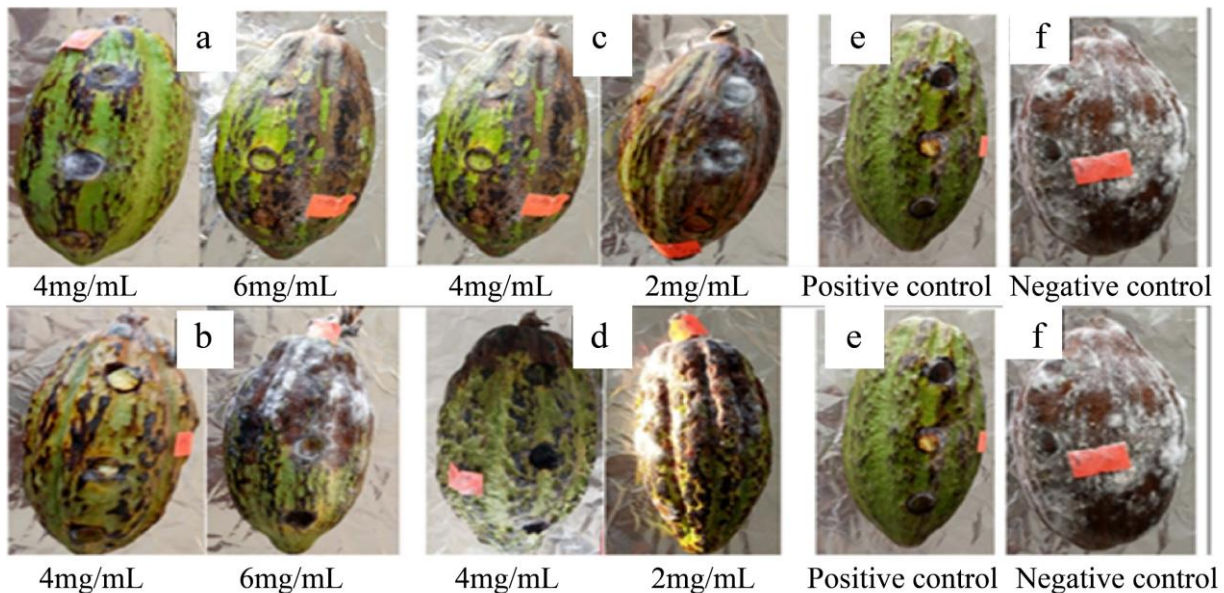 a c e f
4mg/mL 6mg/mL 4mg/mL 2mg/mL Positive control Negative control
b d e f
4mg/mL 6mg/mL 4mg/mL 2mg/mL Positive control Negative control